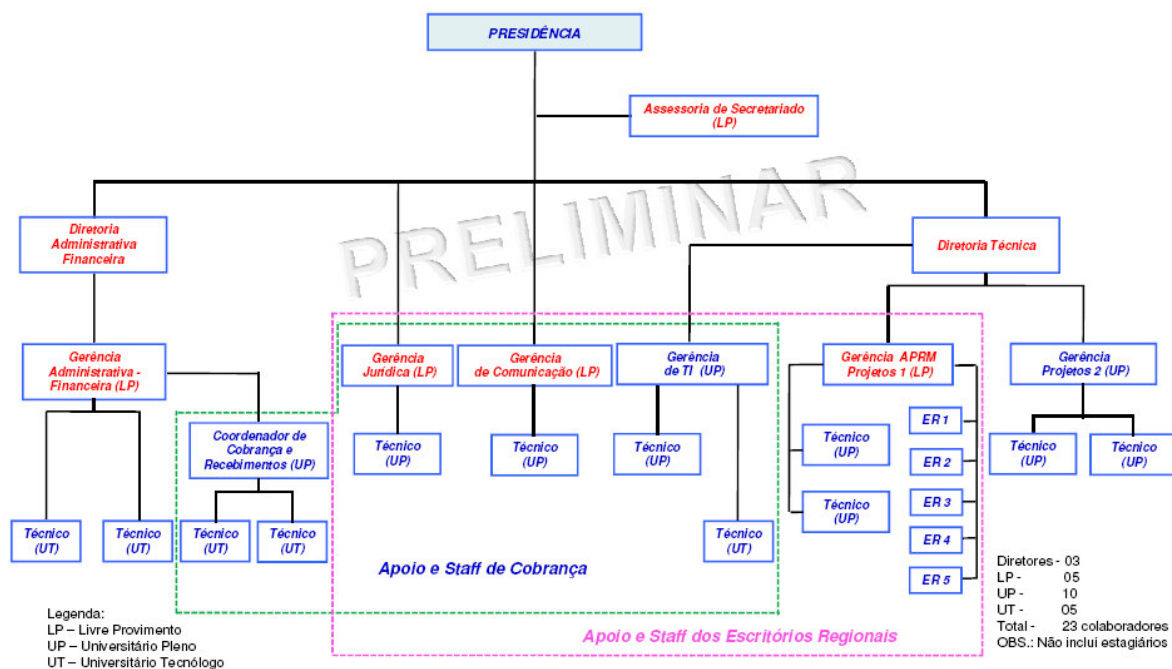 PRESIDÊNCIA
Assessoria de Secretariado
(LP)
PRELIMINAR
Diretoria
Administrativa
Financeira
Diretoria Técnica
Gerência
Administrativa -
Financeira (LP)
Gerência
Jurídica (LP)
Gerência
de Comunicação (LP)
Gerência
de TI (UP)
Gerência APRM
Projetos 1 (LP)
Gerência
Projetos 2 (UP)
Coordenador de
Cobrança e
Recebimentos (UP)
Técnico
(UP)
Técnico
(UP)
Técnico
(UP)
Técnico
(UP)
Técnico
(UP)
ER 1
ER 2
ER 3
ER 4
ER 5
Técnico
(UP)
Técnico
(UP)
Técnico
(UT)
Técnico
(UT)
Técnico
(UT)
Técnico
(UT)
Técnico
(UT)
Apoio e Staff de Cobrança
Apoio e Staff dos Escritórios Regionais
Legenda:
LP – Livre Provimento
UP – Universitário Pleno
UT – Universitário Tecnólogo
Diretores - 03
LP - 05
UP - 10
UT - 05
Total - 23 colaboradores
OBS.: Não inclui estagiários